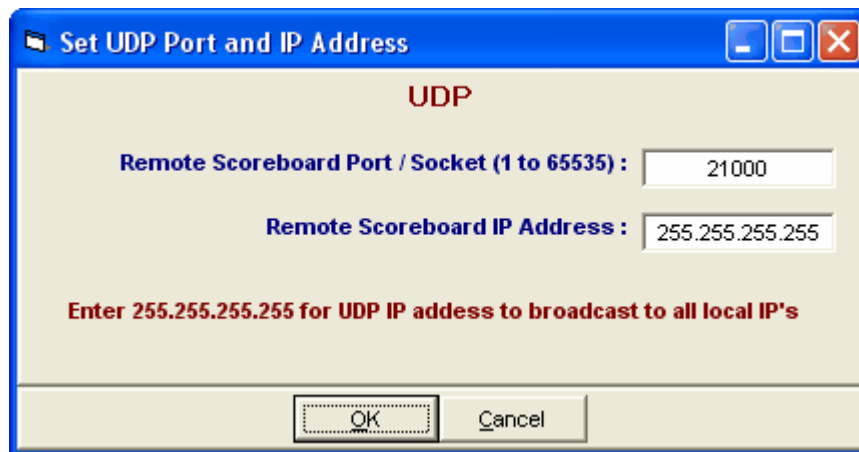 Set UDP Port and IP Address
UDP
Remote Scoreboard Port / Socket (1 to 65535) : 21000
Remote Scoreboard IP Address : 255.255.255.255
Enter 255.255.255.255 for UDP IP addess to broadcast to all local IP's
OK Cancel